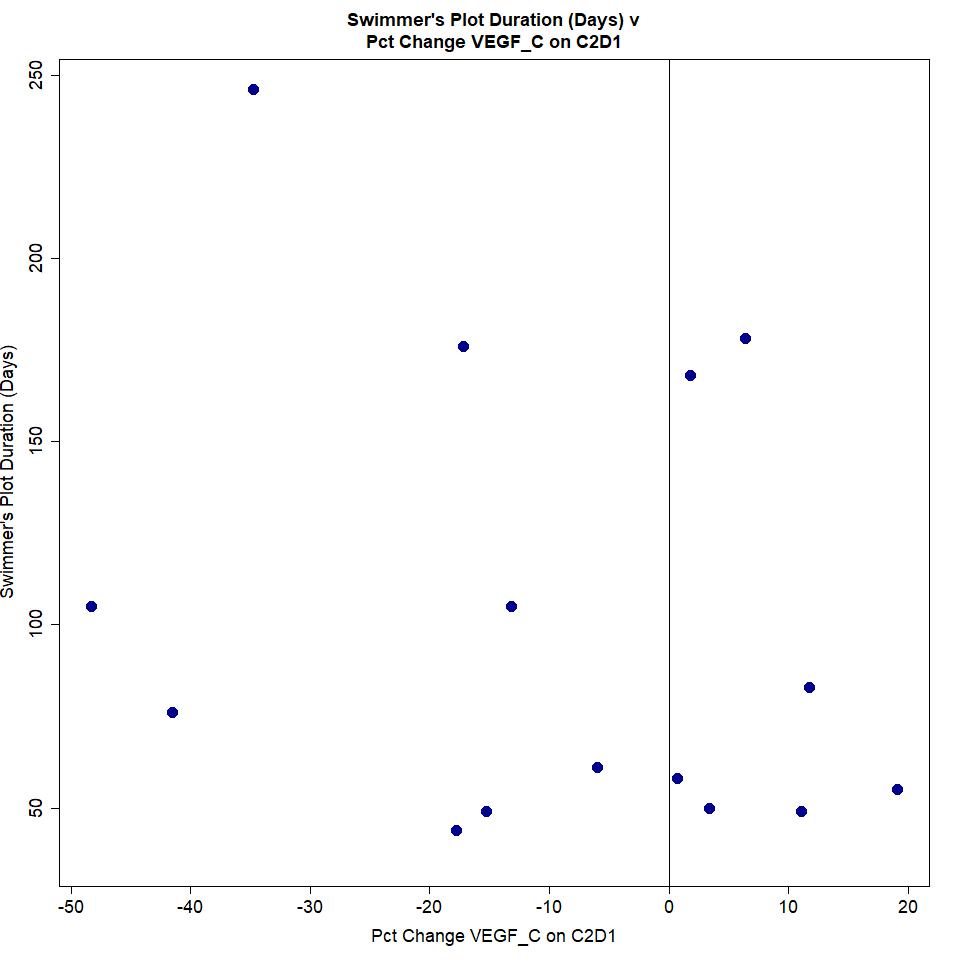 Swimmer's Plot Duration (Days) v
Pct Change VEGF_C on C2D1
Swimmer's Plot Duration (Days)
250
200
150
100
50
-50 -40 -30 -20 -10 0 10 20
Pct Change VEGF_C on C2D1